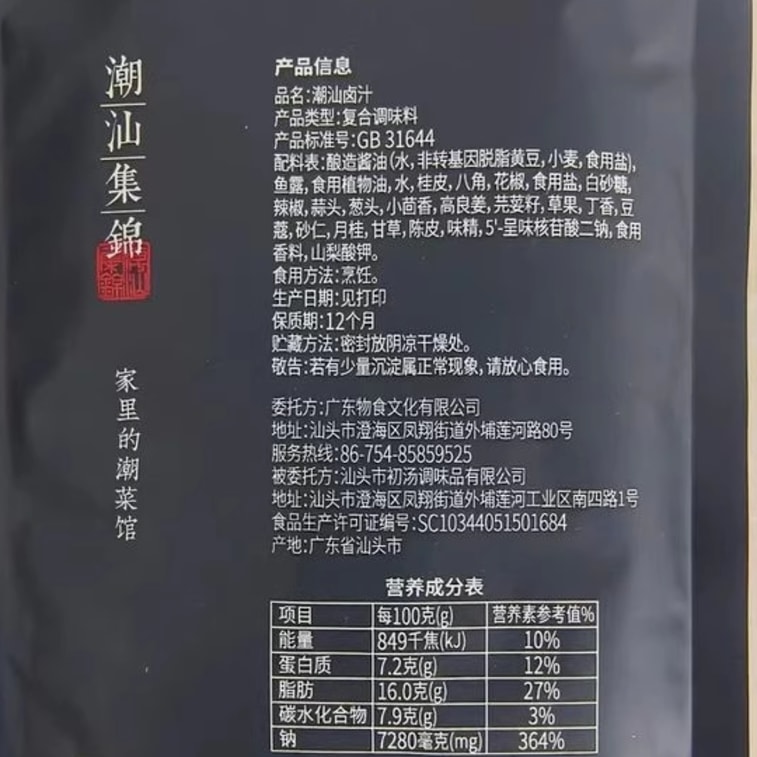 潮汕集錦
家里的潮菜馆
产品信息
品名:潮汕卤汁
产品类型:复合调味料
产品标准号:GB 31644
配料表:酿造酱油(水,非转基因脱脂黄豆,小麦,食用盐),
鱼露,食用植物油,水,桂皮,八角,花椒,食用盐,白砂糖,
辣椒,蒜头,葱头,小茴香,高良姜,芫荽籽,草果,丁香,豆
蔻,砂仁,月桂,甘草,陈皮,味精,5'-呈味核苷酸二钠,食用
香料,山梨酸钾。
食用方法:烹饪。
生产日期:见打印
保质期:12个月
贮藏方法:密封放阴凉干燥处。
敬告:若有少量沉淀属正常现象,请放心食用。
委托方:广东物食文化有限公司
地址:汕头市澄海区凤翔街道外埔莲河路80号
服务热线:86-754-85859525
被委托方:汕头市初汤调味品有限公司
地址:汕头市澄海区凤翔街道外埔莲河工业区南四路1号
食品生产许可证编号:SC10344051501684
产地:广东省汕头市
营养成分表
项目 每100克(g) 营养素参考值%
能量 849千焦(kJ) 10%
蛋白质 7.2克(g) 12%
脂肪 16.0克(g) 27%
碳水化合物 7.9克(g) 3%
钠 7280毫克(mg) 364%